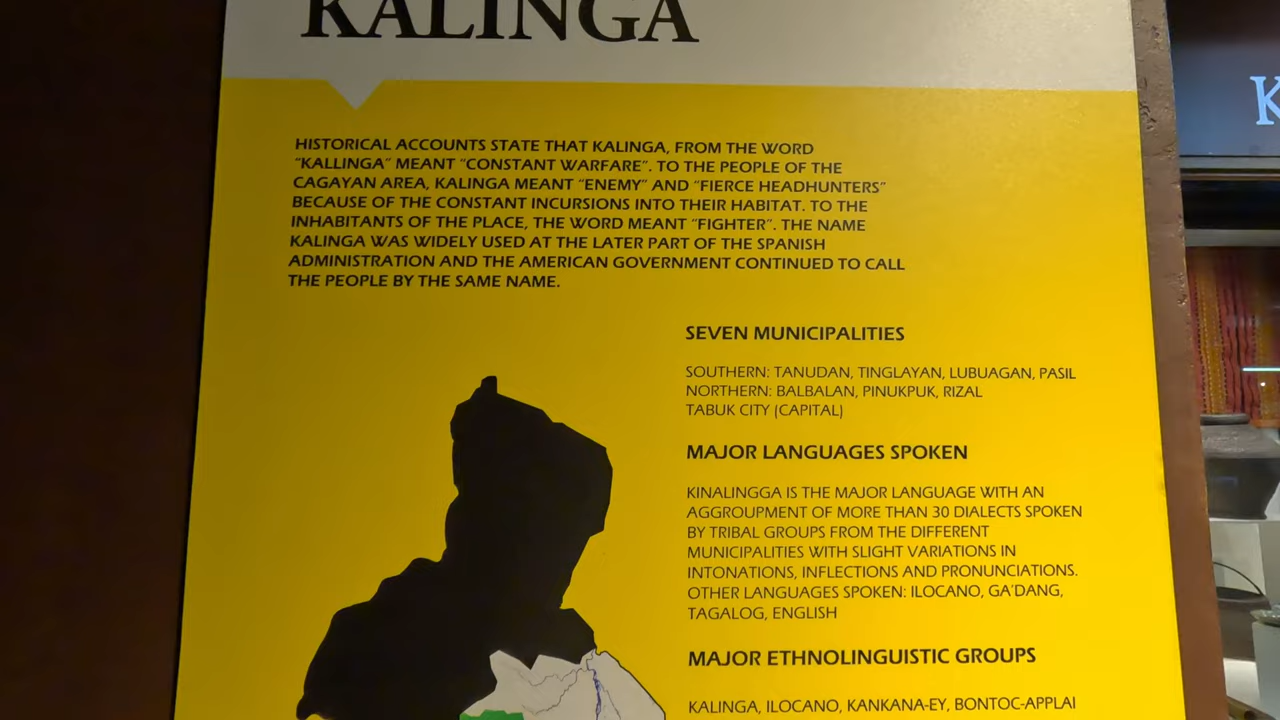 KALINGA
HISTORICAL ACCOUNTS STATE THAT KALINGA, FROM THE WORD
"KALLINGA" MEANT "CONSTANT WARFARE". TO THE PEOPLE OF THE
CAGAYAN AREA, KALINGA MEANT "ENEMY" AND "FIERCE HEADHUNTERS"
BECAUSE OF THE CONSTANT INCURSIONS INTO THEIR HABITAT. TO THE
INHABITANTS OF THE PLACE, THE WORD MEANT "FIGHTER". THE NAME
KALINGA WAS WIDELY USED AT THE LATER PART OF THE SPANISH
ADMINISTRATION AND THE AMERICAN GOVERNMENT CONTINUED TO CALL
THE PEOPLE BY THE SAME NAME.
SEVEN MUNICIPALITIES
SOUTHERN: TANUDAN, TINGLAYAN, LUBUAGAN, PASIL
NORTHERN: BALBALAN, PINUKPUK, RIZAL
TABUK CITY (CAPITAL)
MAJOR LANGUAGES SPOKEN
KINALINGGA IS THE MAJOR LANGUAGE WITH AN
AGGROUPMENT OF MORE THAN 30 DIALECTS SPOKEN
BY TRIBAL GROUPS FROM THE DIFFERENT
MUNICIPALITIES WITH SLIGHT VARIATIONS IN
INTONATIONS, INFLECTIONS AND PRONUNCIATIONS.
OTHER LANGUAGES SPOKEN: ILOCANO, GA'DANG,
TAGALOG, ENGLISH
MAJOR ETHNOLINGUISTIC GROUPS
KALINGA, ILOCANO, KANKANA-EY, BONTOC-APPLAI
K